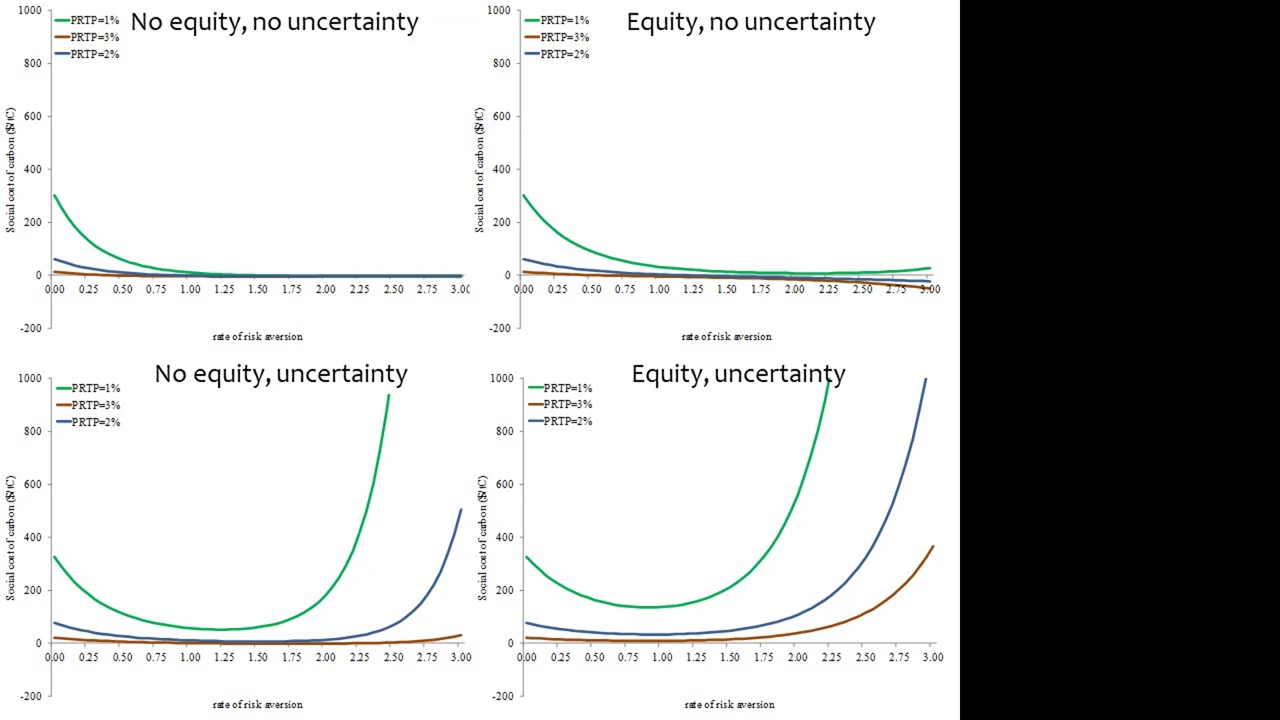 No equity, no uncertainty
PRTP=1%
PRTP=3%
PRTP=2%
1000
800
600
400
200
0
-200
Social cost of carbon ($/tC)
0.00 0.25 0.50 0.75 1.00 1.25 1.50 1.75 2.00 2.25 2.50 2.75 3.00
rate of risk aversion
Equity, no uncertainty
PRTP=1%
PRTP=3%
PRTP=2%
1000
800
600
400
200
0
-200
Social cost of carbon ($/tC)
0.00 0.25 0.50 0.75 1.00 1.25 1.50 1.75 2.00 2.25 2.50 2.75 3.00
rate of risk aversion
No equity, uncertainty
PRTP=1%
PRTP=3%
PRTP=2%
1000
800
600
400
200
0
-200
Social cost of carbon ($/tC)
0.00 0.25 0.50 0.75 1.00 1.25 1.50 1.75 2.00 2.25 2.50 2.75 3.00
rate of risk aversion
Equity, uncertainty
PRTP=1%
PRTP=3%
PRTP=2%
1000
800
600
400
200
0
-200
Social cost of carbon ($/tC)
0.00 0.25 0.50 0.75 1.00 1.25 1.50 1.75 2.00 2.25 2.50 2.75 3.00
rate of risk aversion